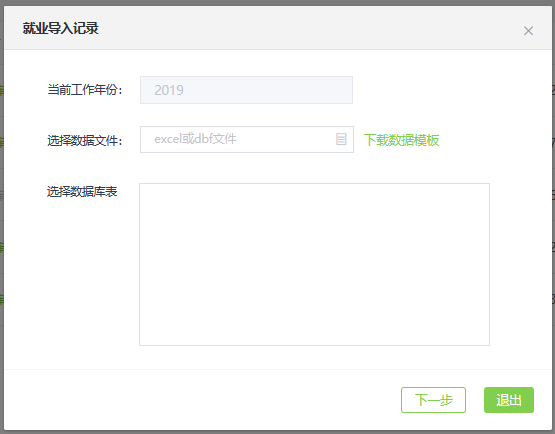 就业导入记录
当前工作年份：
2019
选择数据文件：
excel或dbf文件
下载数据模板
选择数据库表
下一步
退出